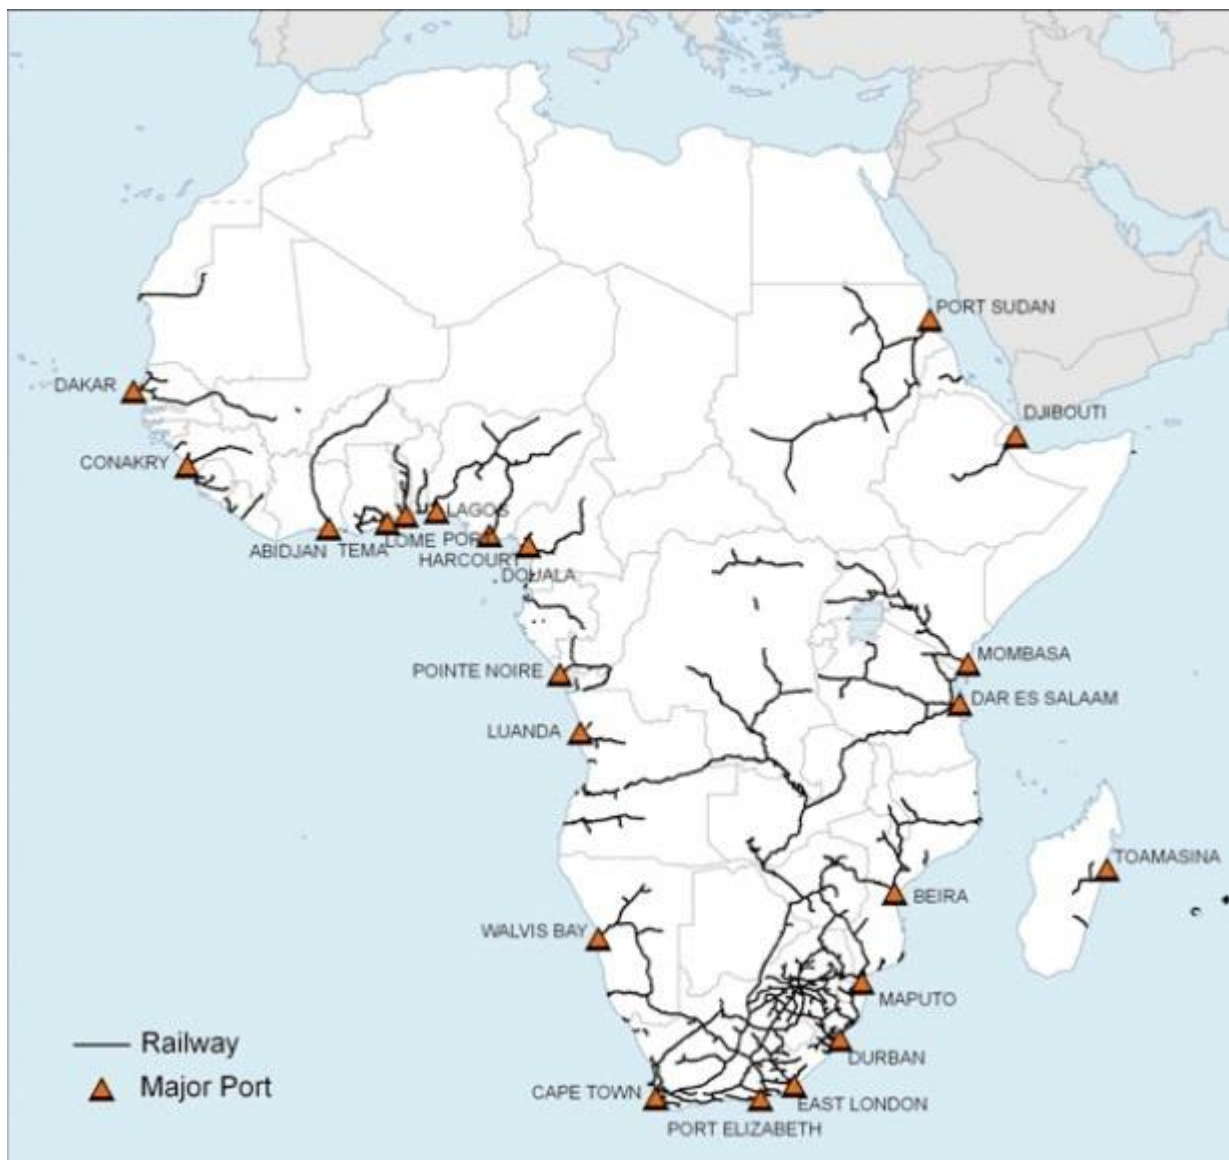 PORT SUDAN
DAKAR
DJIBOUTI
CONAKRY
LAGOS
ABIDJAN TEMA LOME PORT
HARCOURT
DOUALA
MOMBASA
POINTE NOIRE
DAR ES SALAAM
LUANDA
TOAMASINA
BEIRA
WALVIS BAY
MAPUTO
Railway
DURBAN
Major Port
CAPE TOWN
EAST LONDON
PORT ELIZABETH